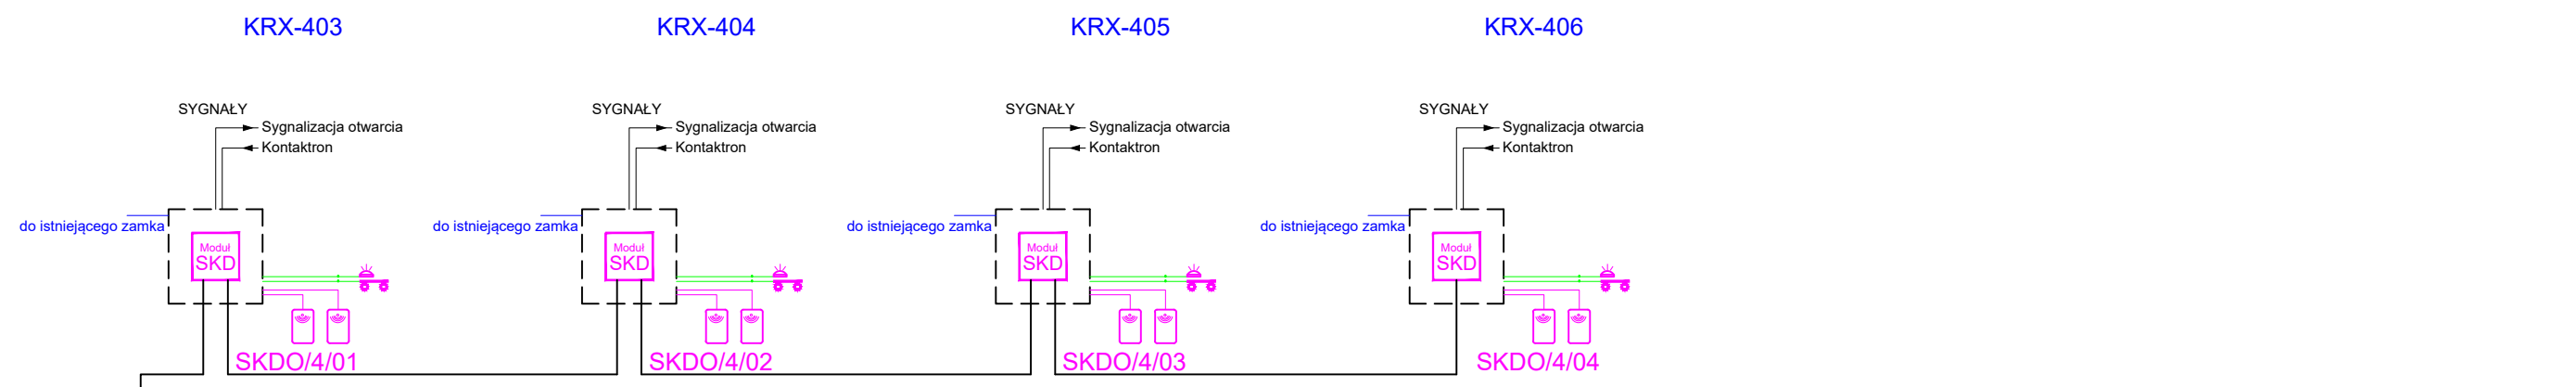 KRX-403 KRX-404 KRX-405 KRX-406
SYGNAŁY SYGNAŁY SYGNAŁY SYGNAŁY
Sygnalizacja otwarcia Sygnalizacja otwarcia Sygnalizacja otwarcia Sygnalizacja otwarcia
Kontaktron Kontaktron Kontaktron Kontaktron
do istniejącego zamka do istniejącego zamka do istniejącego zamka do istniejącego zamka
Moduł Moduł Moduł Moduł
SKD SKD SKD SKD
SKDO/4/01 SKDO/4/02 SKDO/4/03 SKDO/4/04